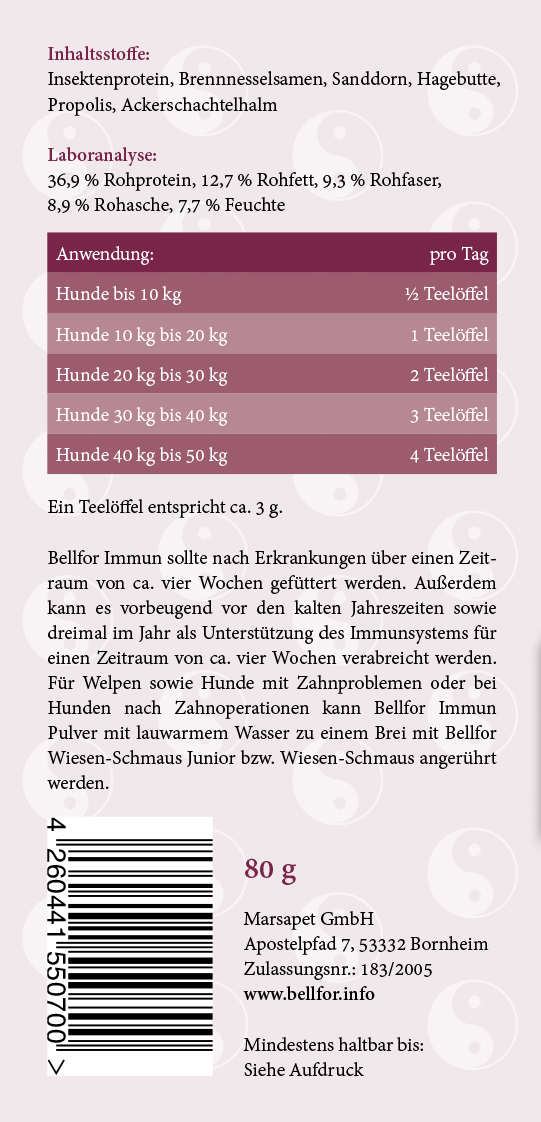 Inhaltsstoffe:
Insektenprotein, Brennnesselsamen, Sanddorn, Hagebutte,
Propolis, Ackerschachtelhalm
Laboranalyse:
36,9 % Rohprotein, 12,7 % Rohfett, 9,3 % Rohfaser,
8,9 % Rohasche, 7,7 % Feuchte
Anwendung: pro Tag
Hunde bis 10 kg ½ Teelöffel
Hunde 10 kg bis 20 kg 1 Teelöffel
Hunde 20 kg bis 30 kg 2 Teelöffel
Hunde 30 kg bis 40 kg 3 Teelöffel
Hunde 40 kg bis 50 kg 4 Teelöffel
Ein Teelöffel entspricht ca. 3 g.
Bellfor Immun sollte nach Erkrankungen über einen Zeit-
raum von ca. vier Wochen gefüttert werden. Außerdem
kann es vorbeugend vor den kalten Jahreszeiten sowie
dreimal im Jahr als Unterstützung des Immunsystems für
einen Zeitraum von ca. vier Wochen verabreicht werden.
Für Welpen sowie Hunde mit Zahnproblemen oder bei
Hunden nach Zahnoperationen kann Bellfor Immun
Pulver mit lauwarmem Wasser zu einem Brei mit Bellfor
Wiesen-Schmaus Junior bzw. Wiesen-Schmaus angerührt
werden.
4 260441 550700 >
80 g
Marsapet GmbH
Apostelpfad 7, 53332 Bornheim
Zulassungsnr.: 183/2005
www.bellfor.info
Mindestens haltbar bis:
Siehe Aufdruck